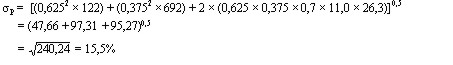 σP = [(0,625² × 122) + (0,375² × 692) + 2 × (0,625 × 0,375 × 0,7 × 11,0 × 26,3)]⁰,⁵
= (47,66 + 97,31 + 95,27)⁰,⁵
= √240,24 = 15,5%